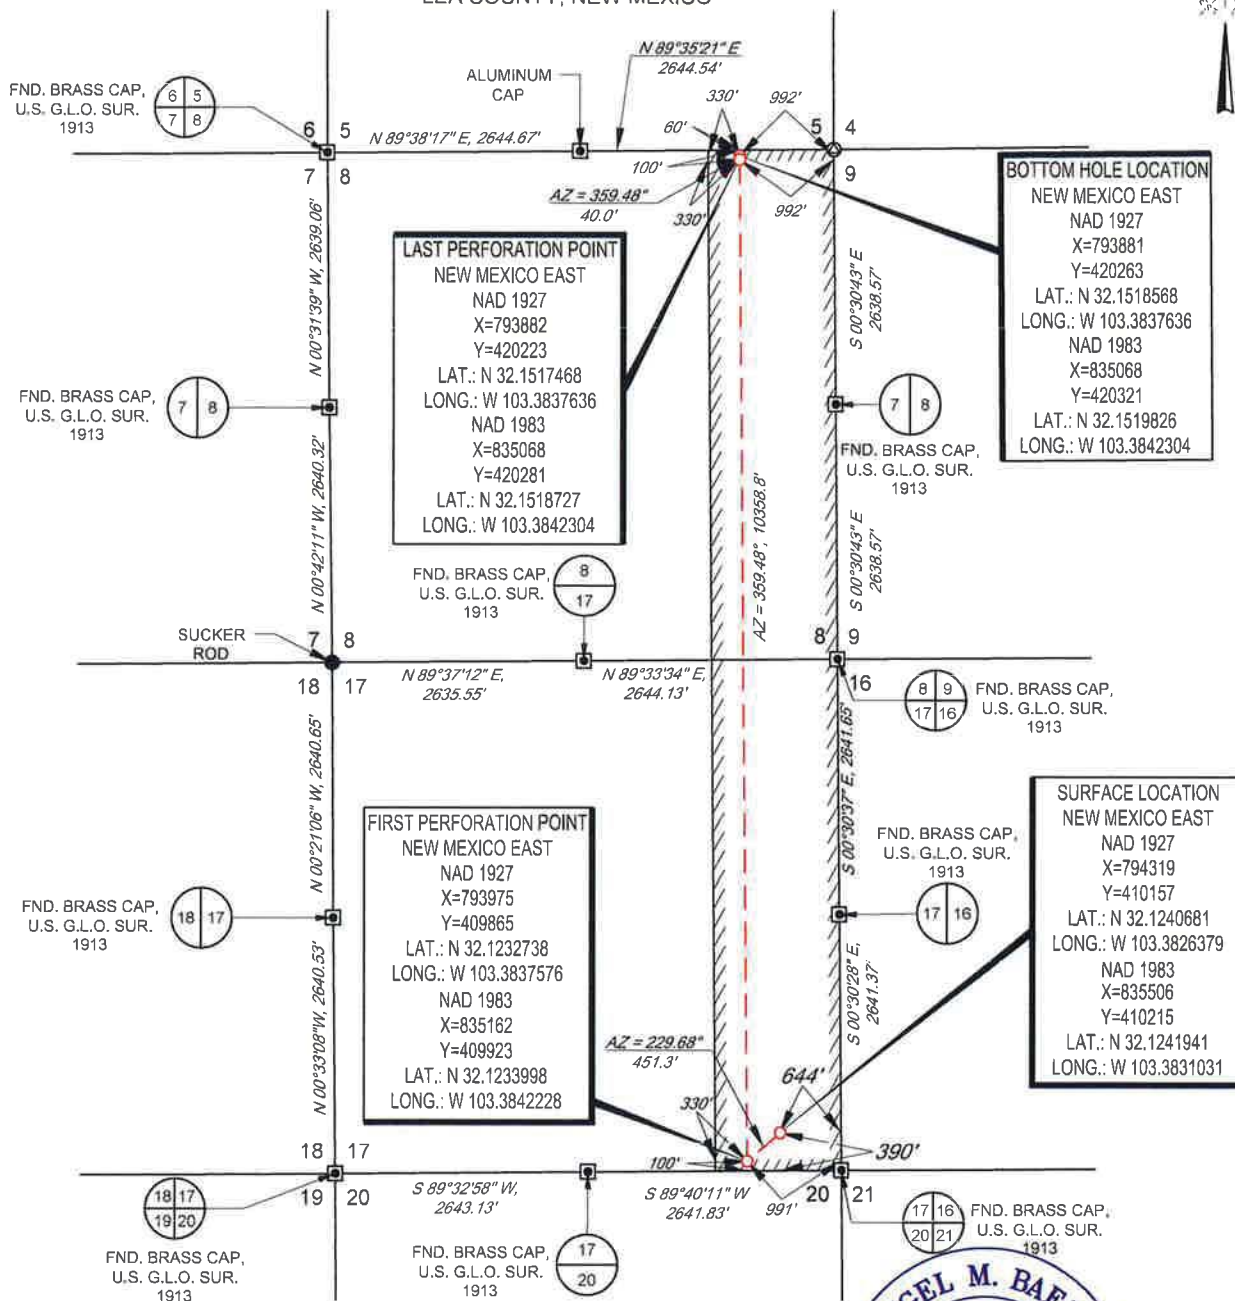 LEA COUNTY, NEW MEXICO
N 89°35'21" E
2644.54'
FND. BRASS CAP,
U.S. G.L.O. SUR.
1913
6 5
7 8
ALUMINUM
CAP
330'
992'
60'
6 5
N 89°38'17" E, 2644.67'
5 4
7 8
9
100'
AZ = 359.48°
40.0'
330'
992'
BOTTOM HOLE LOCATION
NEW MEXICO EAST
NAD 1927
X=793881
Y=420263
LAT.: N 32.1518568
LONG.: W 103.3837636
NAD 1983
X=835068
Y=420321
LAT.: N 32.1519826
LONG.: W 103.3842304
LAST PERFORATION POINT
NEW MEXICO EAST
NAD 1927
X=793882
Y=420223
LAT.: N 32.1517468
LONG.: W 103.3837636
NAD 1983
X=835068
Y=420281
LAT.: N 32.1518727
LONG.: W 103.3842304
N 00°31'39" W, 2639.06'
S 00°30'43" E
2638.57'
FND. BRASS CAP,
U.S. G.L.O. SUR.
1913
7 8
7 8
FND. BRASS CAP,
U.S. G.L.O. SUR.
1913
N 00°42'11" W, 2640.32'
AZ = 359.48°, 10358.8'
S 00°30'43" E
2638.57'
FND. BRASS CAP,
U.S. G.L.O. SUR.
1913
8
17
SUCKER
ROD
7 8
18 17
N 89°37'12" E,
2635.55'
N 89°33'34" E,
2644.13'
8 9
16
8 9
17 16
FND. BRASS CAP,
U.S. G.L.O. SUR.
1913
N 00°21'06" W, 2640.65'
S 00°30'37" E, 2641.65'
FIRST PERFORATION POINT
NEW MEXICO EAST
NAD 1927
X=793975
Y=409865
LAT.: N 32.1232738
LONG.: W 103.3837576
NAD 1983
X=835162
Y=409923
LAT.: N 32.1233998
LONG.: W 103.3842228
SURFACE LOCATION
NEW MEXICO EAST
NAD 1927
X=794319
Y=410157
LAT.: N 32.1240681
LONG.: W 103.3826379
NAD 1983
X=835506
Y=410215
LAT.: N 32.1241941
LONG.: W 103.3831031
FND. BRASS CAP,
U.S. G.L.O. SUR.
1913
17 16
FND. BRASS CAP,
U.S. G.L.O. SUR.
1913
18 17
N 00°33'08"W, 2640.53'
S 00°30'28" E,
2641.37'
AZ = 229.68°
451.3'
644'
330'
390'
100'
991'
18 17
19 20
S 89°32'58" W,
2643.13'
S 89°40'11" W
2641.83'
20 21
18 17
19 20
FND. BRASS CAP,
U.S. G.L.O. SUR.
1913
FND. BRASS CAP,
U.S. G.L.O. SUR.
1913
17
20
17 16
20 21
FND. BRASS CAP,
U.S. G.L.O. SUR.
1913
M.